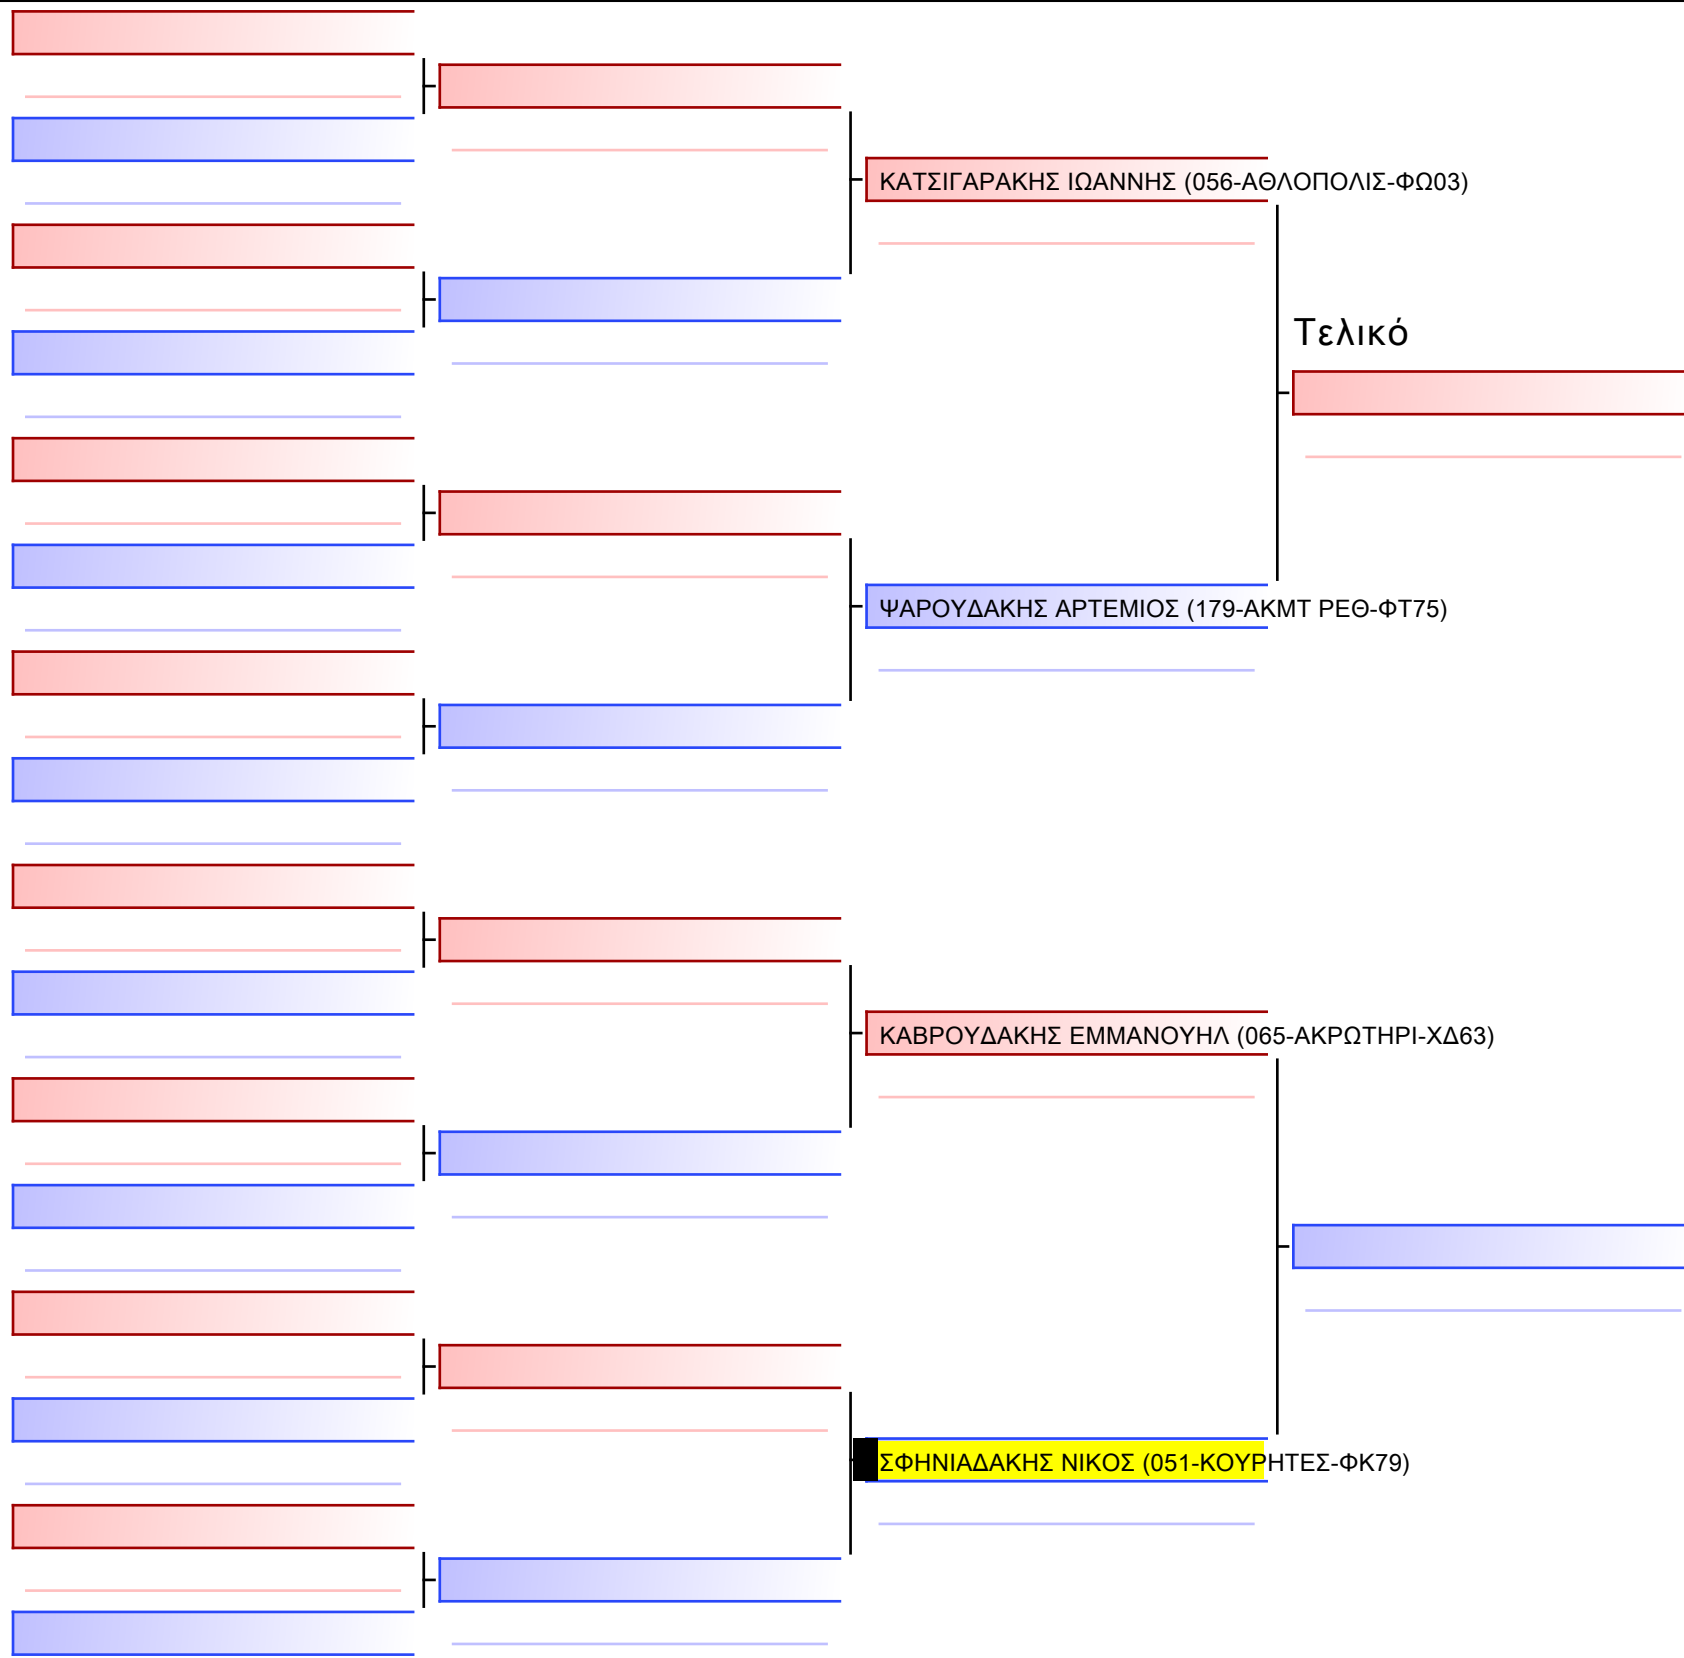 ΚΑΤΣΙΓΑΡΑΚΗΣ ΙΩΑΝΝΗΣ (056-ΑΘΛΟΠΟΛΙΣ-ΦΩ03)
Τελικό
ΨΑΡΟΥΔΑΚΗΣ ΑΡΤΕΜΙΟΣ (179-ΑΚΜΤ ΡΕΘ-ΦΤ75)
ΚΑΒΡΟΥΔΑΚΗΣ ΕΜΜΑΝΟΥΗΛ (065-ΑΚΡΩΤΗΡΙ-ΧΔ63)
ΣΦΗΝΙΑΔΑΚΗΣ ΝΙΚΟΣ (051-ΚΟΥΡΗΤΕΣ-ΦΚ79)